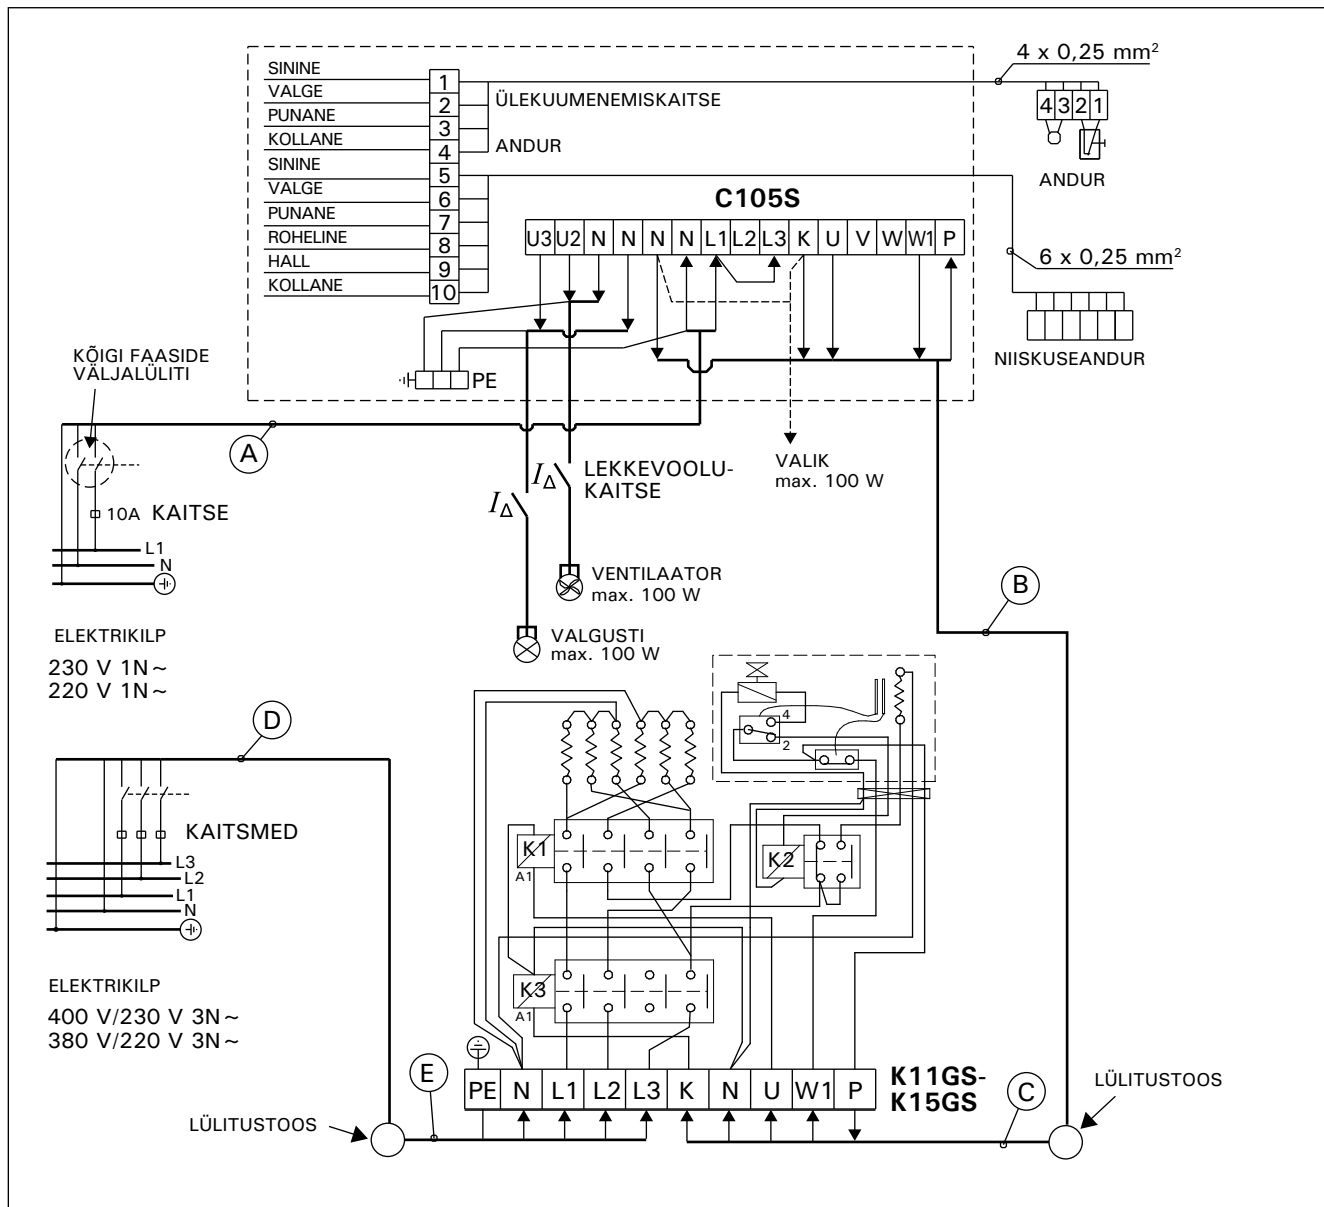 4 x 0,25 mm²
SININE
1
VALGE
2
ÜLEKUUMENEMISKAITSE
PUNANE
3
KOLLANE
4
ANDUR
SININE
5
VALGE
6
PUNANE
7
ROHELINE
8
HALL
9
KOLLANE
10
4 3 2 1
ANDUR
C105S
U3 U2 N N N N L1 L2 L3 K U V W W1 P
6 x 0,25 mm²
NIISKUSEANDUR
PE
KÕIGI FAASIDE
VÄLJALÜLITI
A
VALIK
max. 100 W
LEKKEVOOLU-
KAITSE
I∆
I∆
10A KAITSE
L1
N
VENTILAATOR
max. 100 W
B
VALGUSTI
max. 100 W
ELEKTRIKILP
230 V 1N~
220 V 1N~
D
4
2
KAITSMED
L3
L2
L1
N
K1
A1
K2
K3
A1
ELEKTRIKILP
400 V/230 V 3N~
380 V/220 V 3N~
E
PE N L1 L2 L3 K N U W1 P
K11GS-
K15GS
C
LÜLITUSTOOS
LÜLITUSTOOS